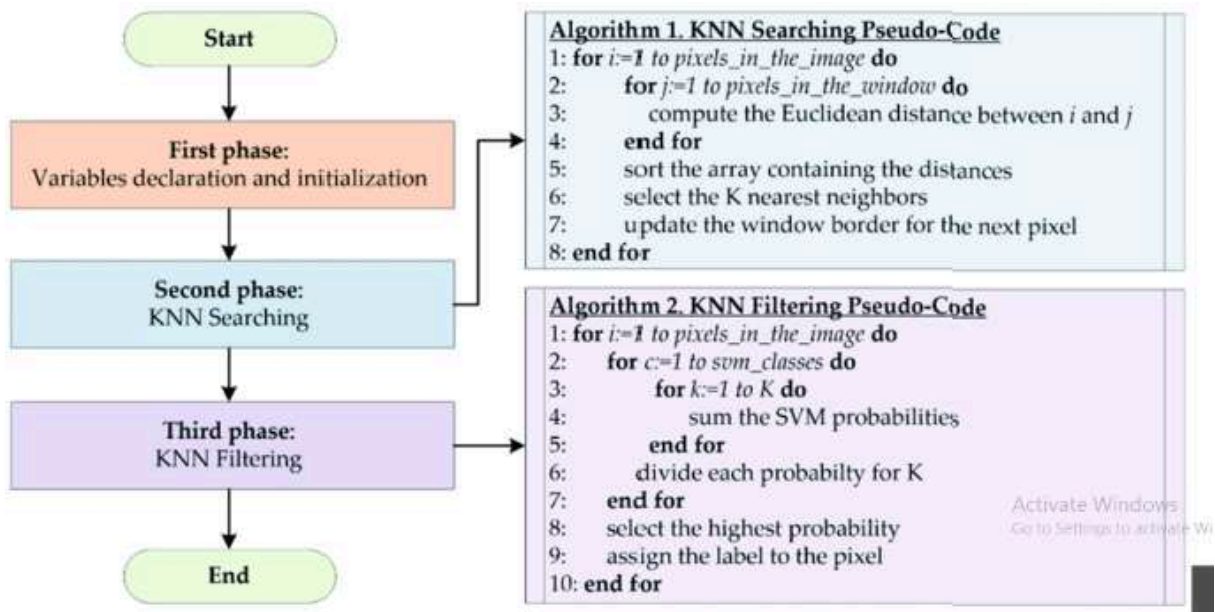 Start
First phase:
Variables declaration and initialization
Second phase:
KNN Searching
Third phase:
KNN Filtering
End
Algorithm 1. KNN Searching Pseudo-Code
1: for i:=1 to pixels_in_the_image do
2: for j:=1 to pixels_in_the_window do
3: compute the Euclidean distance between i and j
4: end for
5: sort the array containing the distances
6: select the K nearest neighbors
7: update the window border for the next pixel
8: end for
Algorithm 2. KNN Filtering Pseudo-Code
1: for i:=1 to pixels_in_the_image do
2: for c:=1 to svm_classes do
3: for k:=1 to K do
4: sum the SVM probabilities
5: end for
6: divide each probabilty for K
7: end for
8: select the highest probability
9: assign the label to the pixel
10: end for
Activate Windows
Go to Settings to activate Wi